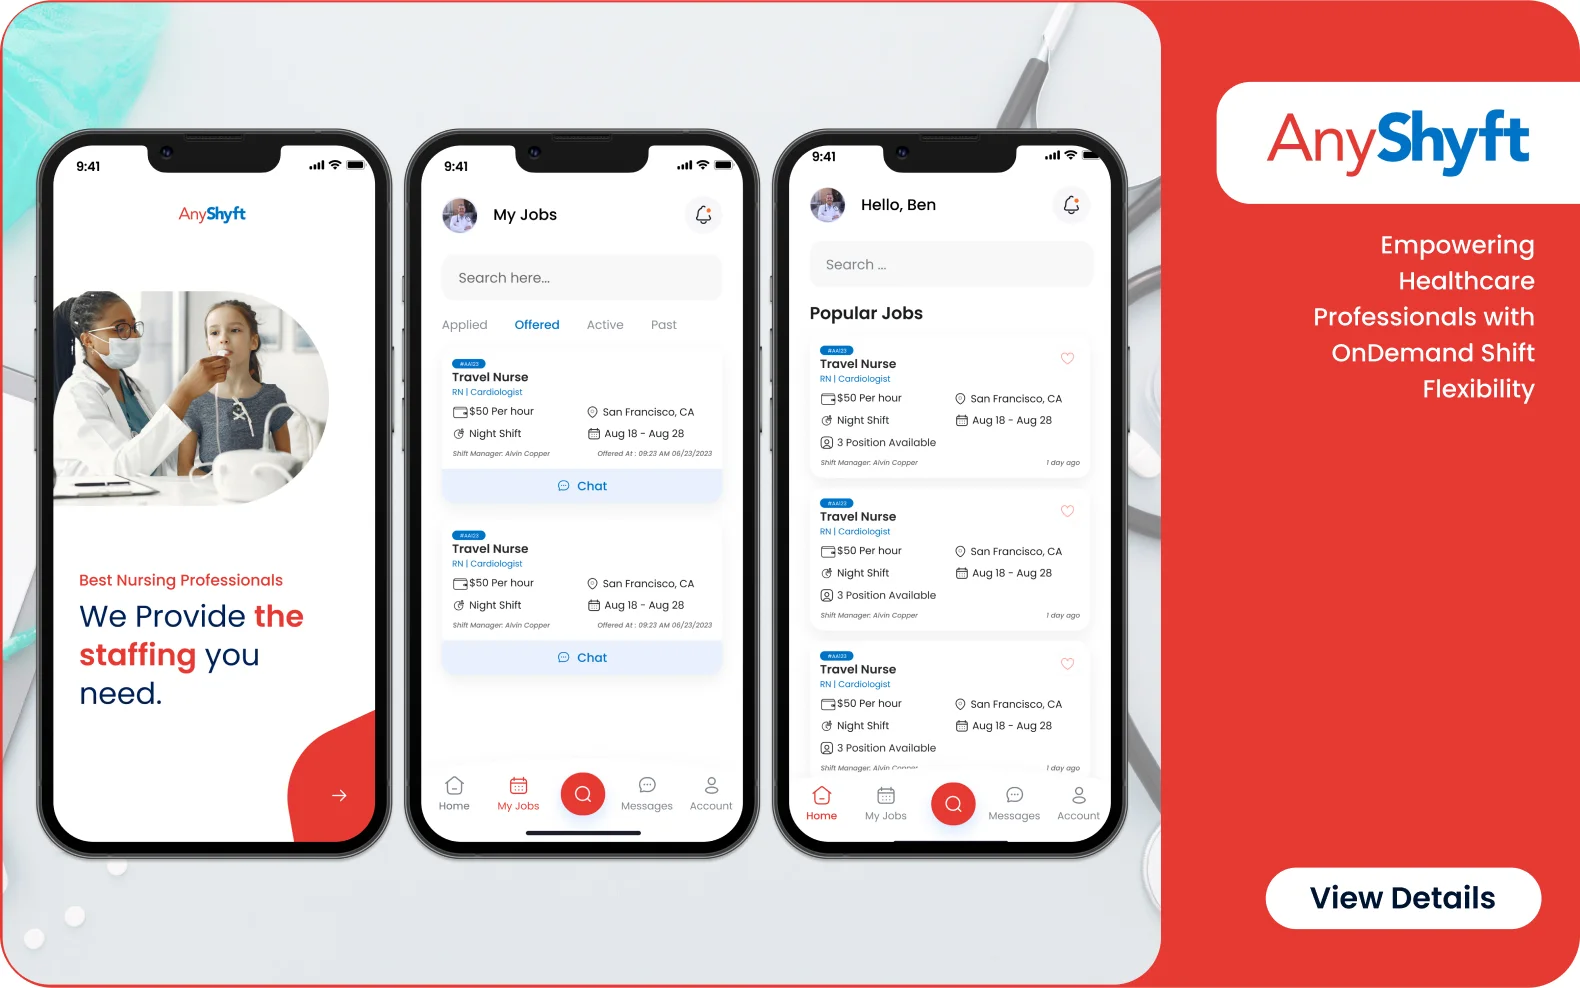 9:41
AnyShyft
Best Nursing Professionals
We Provide the
staffing you
need.
9:41
My Jobs
Search here...
Applied Offered Active Past
#AA123
Travel Nurse
RN | Cardiologist
$50 Per hour San Francisco, CA
Night Shift Aug 18 - Aug 28
Shift Manager: Alvin Copper Offered At : 09:23 AM 06/23/2023
Chat
#AA123
Travel Nurse
RN | Cardiologist
$50 Per hour San Francisco, CA
Night Shift Aug 18 - Aug 28
Shift Manager: Alvin Copper Offered At : 09:23 AM 06/23/2023
Chat
Home My Jobs Messages Account
9:41
Hello, Ben
Search ...
Popular Jobs
#AA123
Travel Nurse
RN | Cardiologist
$50 Per hour San Francisco, CA
Night Shift Aug 18 - Aug 28
3 Position Available
Shift Manager: Alvin Copper 1 day ago
#AA123
Travel Nurse
RN | Cardiologist
$50 Per hour San Francisco, CA
Night Shift Aug 18 - Aug 28
3 Position Available
Shift Manager: Alvin Copper 1 day ago
#AA123
Travel Nurse
RN | Cardiologist
$50 Per hour San Francisco, CA
Night Shift Aug 18 - Aug 28
3 Position Available
Shift Manager: Alvin Copper 1 day ago
Home My Jobs Messages Account
AnyShyft
Empowering
Healthcare
Professionals with
OnDemand Shift
Flexibility
View Details